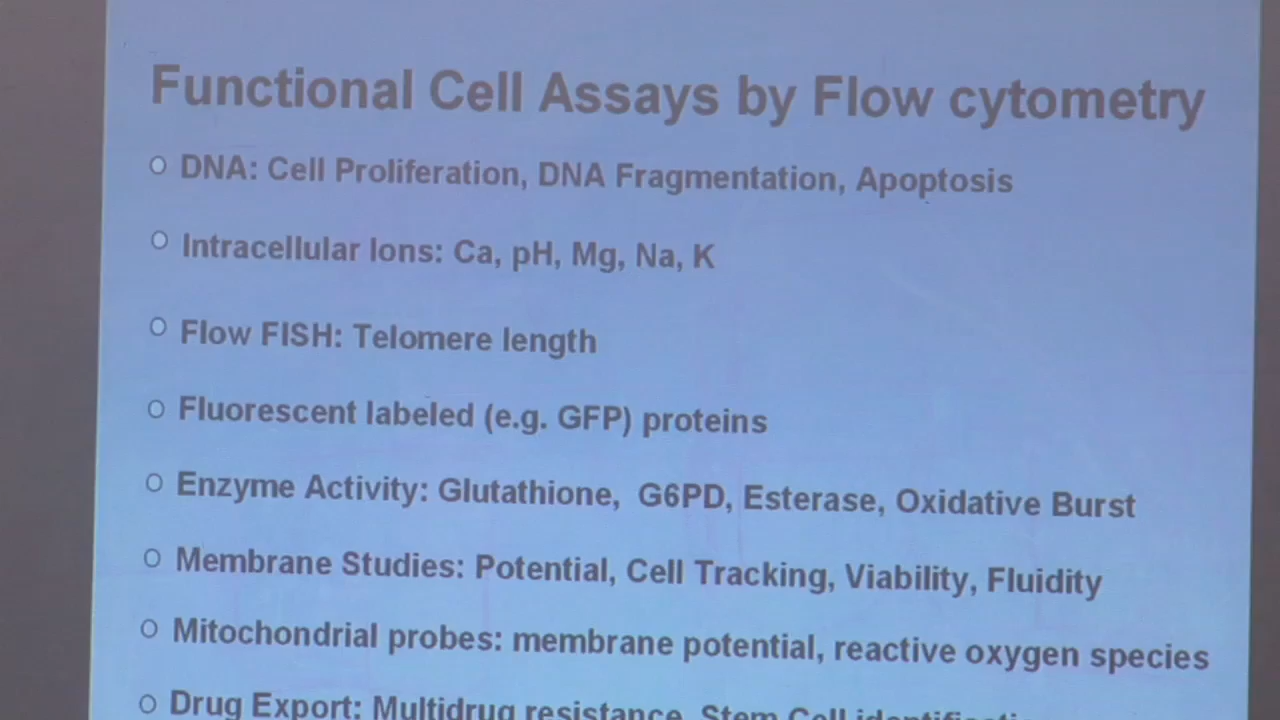 Functional Cell Assays by Flow cytometry
O DNA: Cell Proliferation, DNA Fragmentation, Apoptosis
O Intracellular Ions: Ca, pH, Mg, Na, K
O Flow FISH: Telomere length
O Fluorescent labeled (e.g. GFP) proteins
O Enzyme Activity: Glutathione, G6PD, Esterase, Oxidative Burst
O Membrane Studies: Potential, Cell Tracking, Viability, Fluidity
O Mitochondrial probes: membrane potential, reactive oxygen species
O Drug Export: Multidrug resistance, Stem Cell